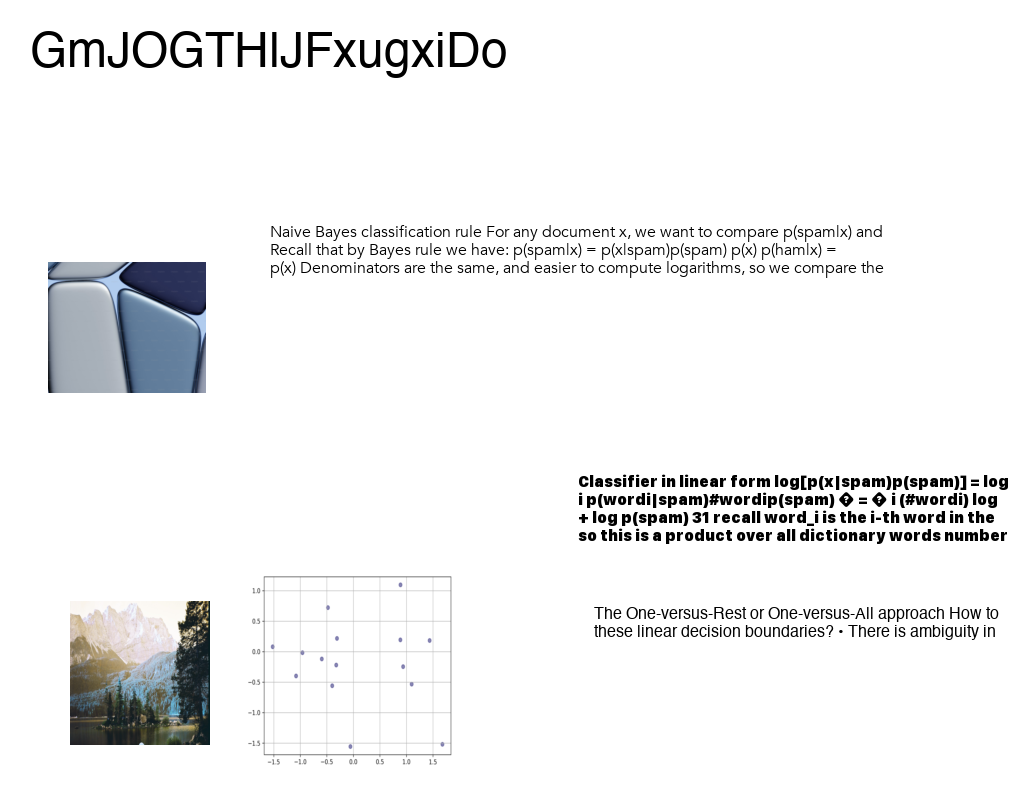 GmJOGTHIJFxugxiDo
Naive Bayes classification rule For any document x, we want to compare p(spam|x) and
Recall that by Bayes rule we have: p(spam|x) = p(x|spam)p(spam) p(x) p(ham|x) =
p(x) Denominators are the same, and easier to compute logarithms, so we compare the
Classifier in linear form log[p(x|spam)p(spam)] = log
i p(wordi|spam)#wordip(spam) � = � i (#wordi) log
+ log p(spam) 31 recall word_i is the i-th word in the
so this is a product over all dictionary words number
The One-versus-Rest or One-versus-All approach How to
these linear decision boundaries? • There is ambiguity in
1.0
0.5
0.0
−0.5
−1.0
−1.5
−1.5 −1.0 −0.5 0.0 0.5 1.0 1.5